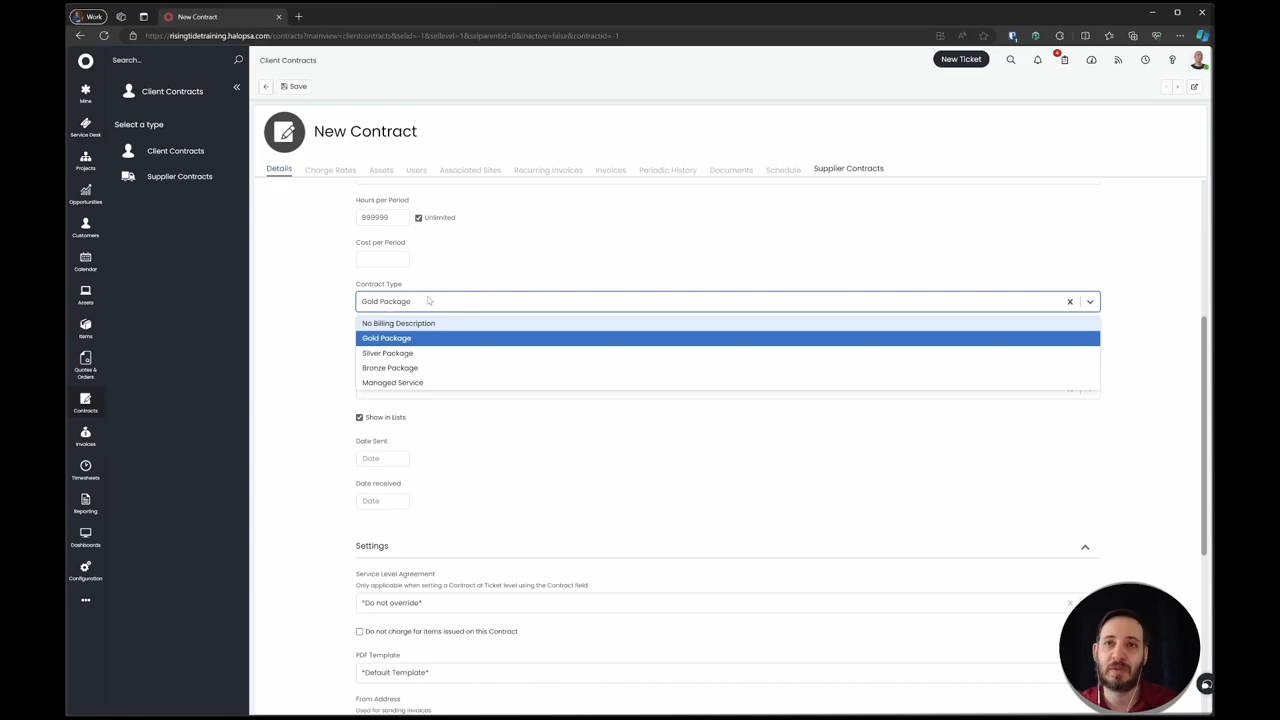 Work
New Contract
https://risingtidetraining.halopsa.com/contracts?mainview=clientcontracts&selid=-1&sellevel=1&selparentid=0&inactive=false&contractid=-1
Search...
Client Contracts
New Ticket
4
Mine
Client Contracts
Save
Select a type
Service Desk
New Contract
Client Contracts
Projects
Details Charge Rates Assets Users Associated Sites Recurring Invoices Invoices Periodic History Documents Schedule Supplier Contracts
Supplier Contracts
Opportunities
Hours per Period
999999 Unlimited
Customers
Cost per Period
Calendar
Contract Type
Assets
Gold Package
No Billing Description
Items
Gold Package
Silver Package
Bronze Package
Quotes & Orders
Managed Service
Contracts
Show in Lists
Invoices
Date Sent
Date
Timesheets
Date received
Date
Reporting
Dashboards
Settings
Configuration
Service Level Agreement
Only applicable when setting a Contract at Ticket level using the Contract field
*Do not override*
Do not charge for items issued on this Contract
PDF Template
*Default Template*
From Address
Used for sending invoices